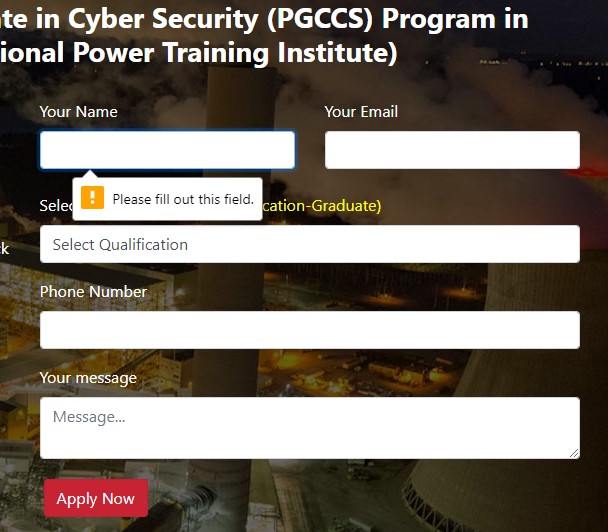 te in Cyber Security (PGCCS) Program in
ional Power Training Institute)
Your Name
Your Email
Please fill out this field.
Selec
cation-Graduate)
ck
Select Qualification
Phone Number
Your message
Message...
Apply Now